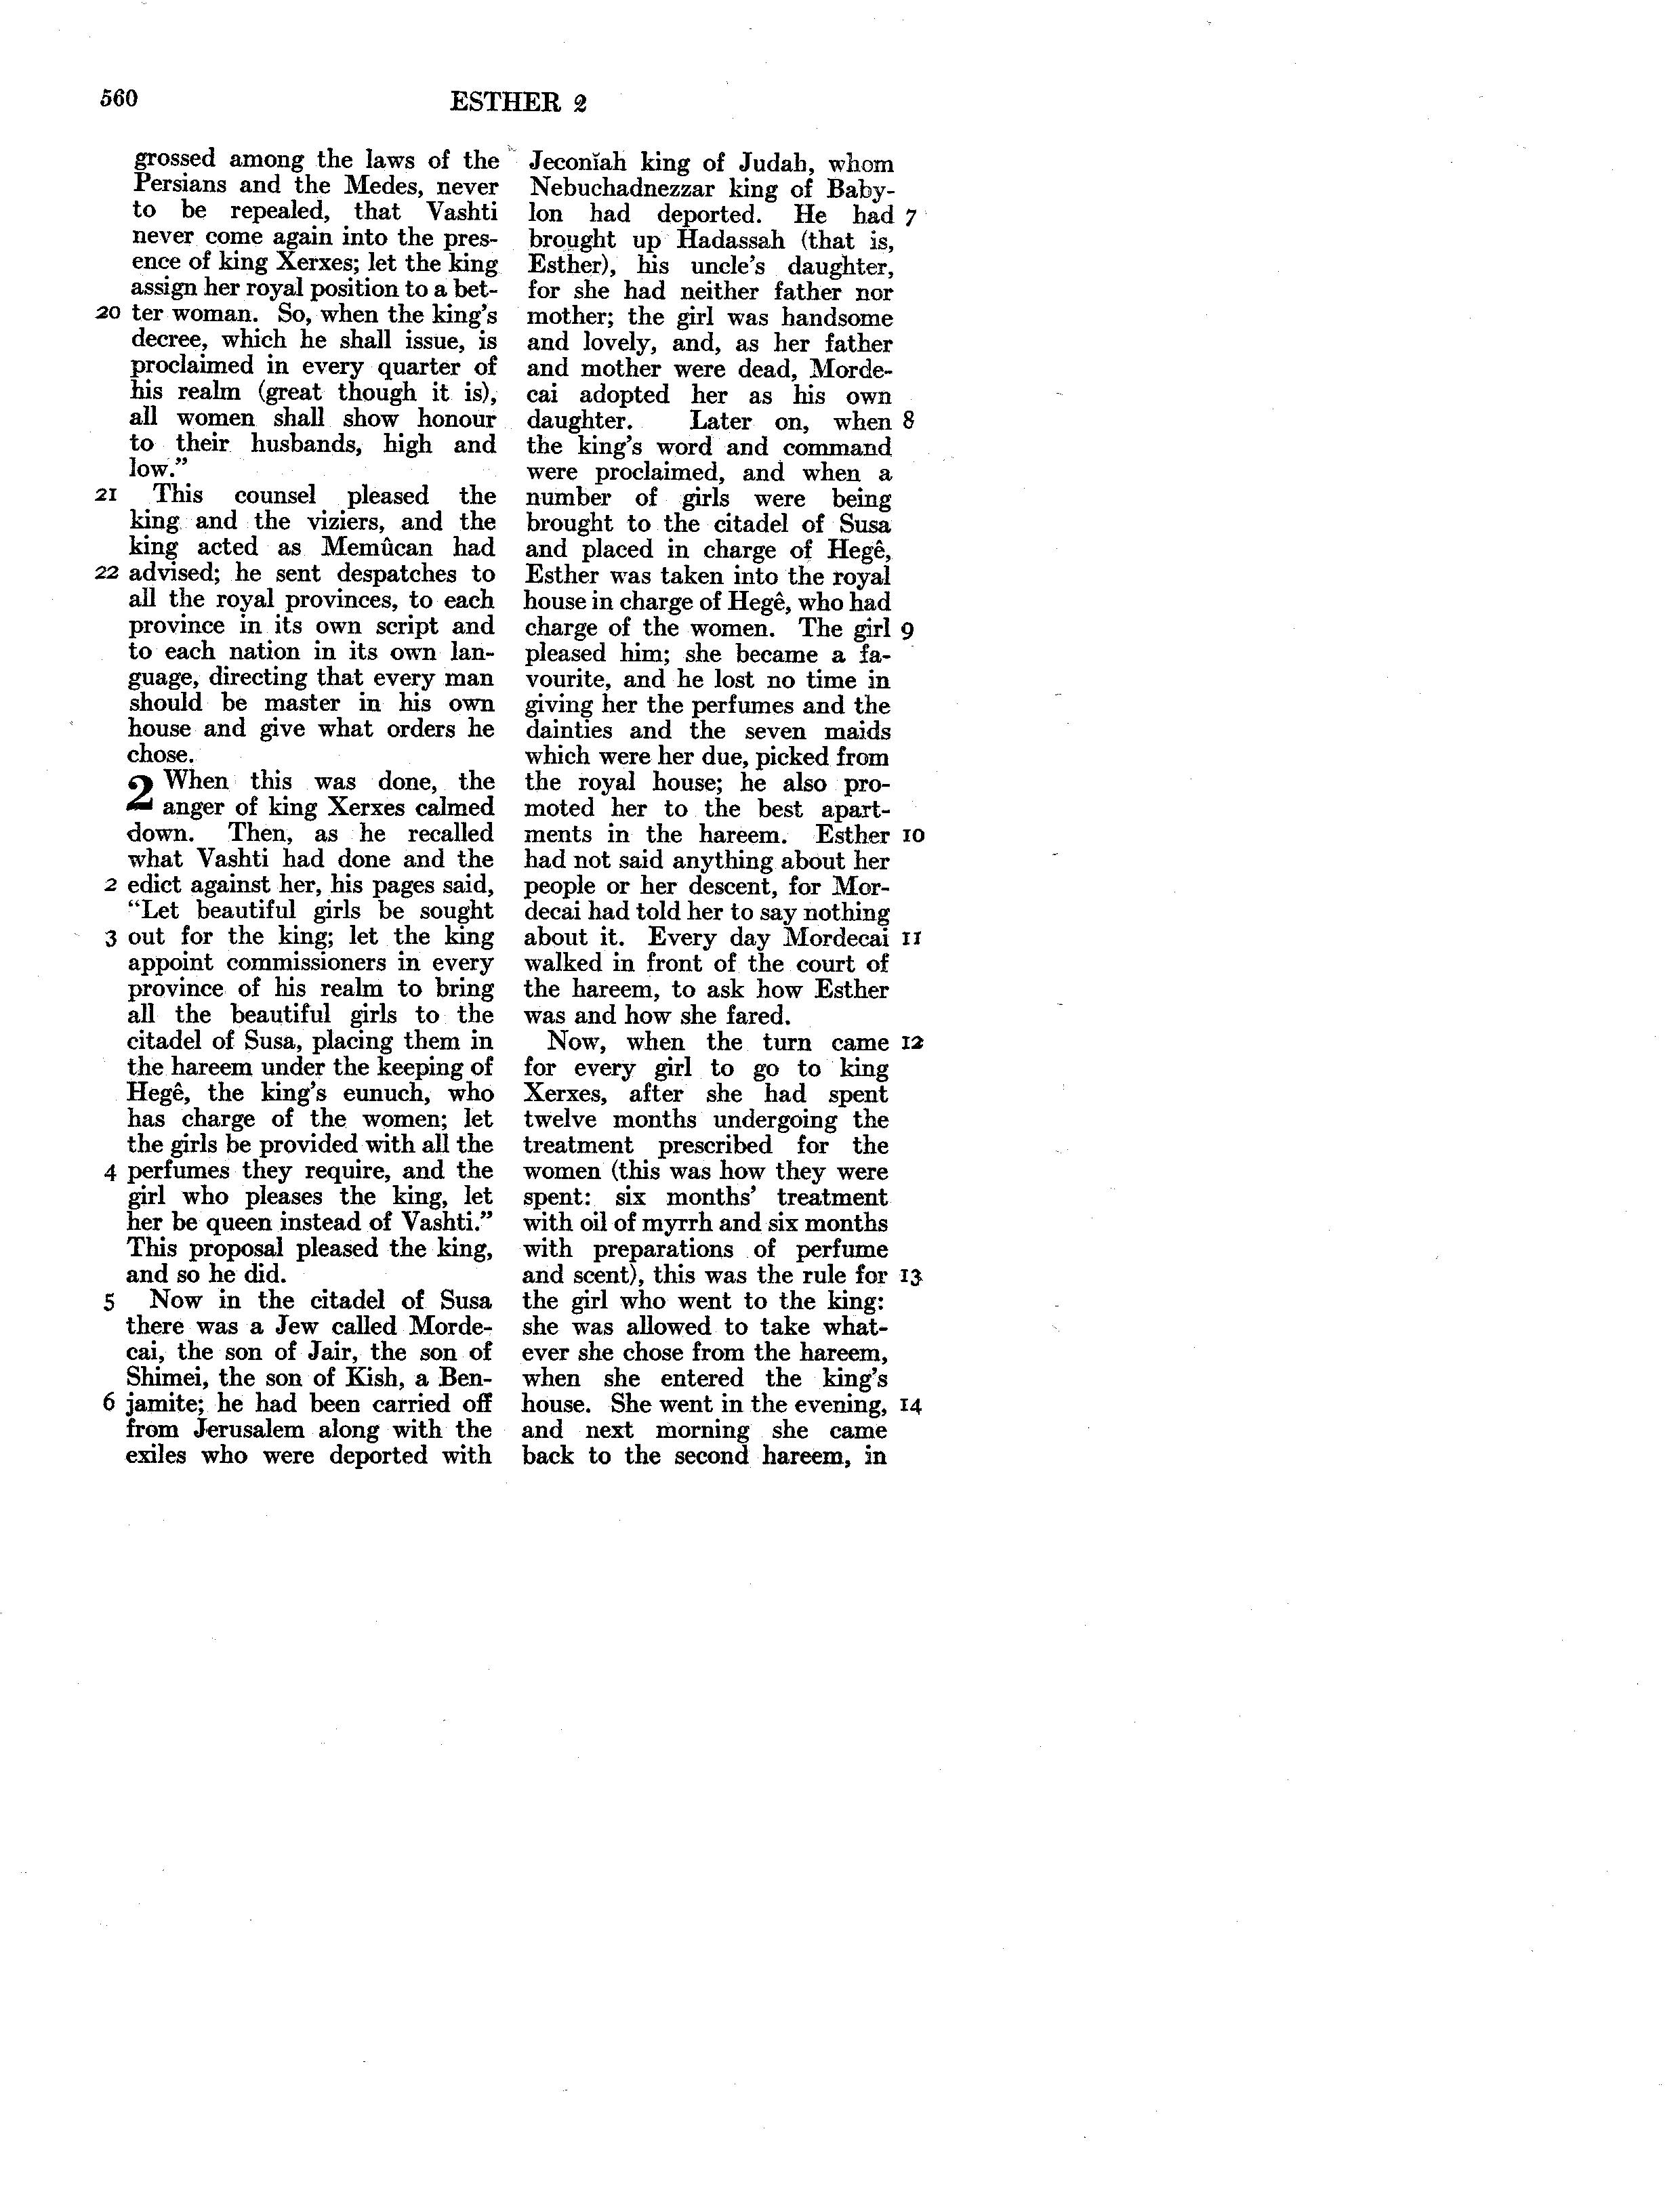 560
ESTHER 2
grossed among the laws of the
Persians and the Medes, never
to be repealed, that Vashti
never come again into the pres-
ence of king Xerxes; let the king
assign her royal position to a bet-
20 ter woman. So, when the king's
decree, which he shall issue, is
proclaimed in every quarter of
his realm (great though it is),
all women shall show honour
to their husbands, high and
low."
21 This counsel pleased the
king and the viziers, and the
king acted as Memûcan had
22 advised; he sent despatches to
all the royal provinces, to each
province in its own script and
to each nation in its own lan-
guage, directing that every man
should be master in his own
house and give what orders he
chose.
2 When this was done, the
anger of king Xerxes calmed
down. Then, as he recalled
what Vashti had done and the
2 edict against her, his pages said,
"Let beautiful girls be sought
3 out for the king; let the king
appoint commissioners in every
province of his realm to bring
all the beautiful girls to the
citadel of Susa, placing them in
the hareem under the keeping of
Hegê, the king's eunuch, who
has charge of the women; let
the girls be provided with all the
4 perfumes they require, and the
girl who pleases the king, let
her be queen instead of Vashti."
This proposal pleased the king,
and so he did.
5 Now in the citadel of Susa
there was a Jew called Morde-
cai, the son of Jair, the son of
Shimei, the son of Kish, a Ben-
6 jamite; he had been carried off
from Jerusalem along with the
exiles who were deported with
Jeconïah king of Judah, whom
Nebuchadnezzar king of Baby-
lon had deported. He had 7
brought up Hadassah (that is,
Esther), his uncle's daughter,
for she had neither father nor
mother; the girl was handsome
and lovely, and, as her father
and mother were dead, Morde-
cai adopted her as his own
daughter. Later on, when 8
the king's word and command
were proclaimed, and when a
number of girls were being
brought to the citadel of Susa
and placed in charge of Hegê,
Esther was taken into the royal
house in charge of Hegê, who had
charge of the women. The girl 9
pleased him; she became a fa-
vourite, and he lost no time in
giving her the perfumes and the
dainties and the seven maids
which were her due, picked from
the royal house; he also pro-
moted her to the best apart-
ments in the hareem. Esther 10
had not said anything about her
people or her descent, for Mor-
decai had told her to say nothing
about it. Every day Mordecai 11
walked in front of the court of
the hareem, to ask how Esther
was and how she fared.
Now, when the turn came 12
for every girl to go to king
Xerxes, after she had spent
twelve months undergoing the
treatment prescribed for the
women (this was how they were
spent: six months' treatment
with oil of myrrh and six months
with preparations of perfume
and scent), this was the rule for 13
the girl who went to the king:
she was allowed to take what-
ever she chose from the hareem,
when she entered the king's
house. She went in the evening, 14
and next morning she came
back to the second hareem, in